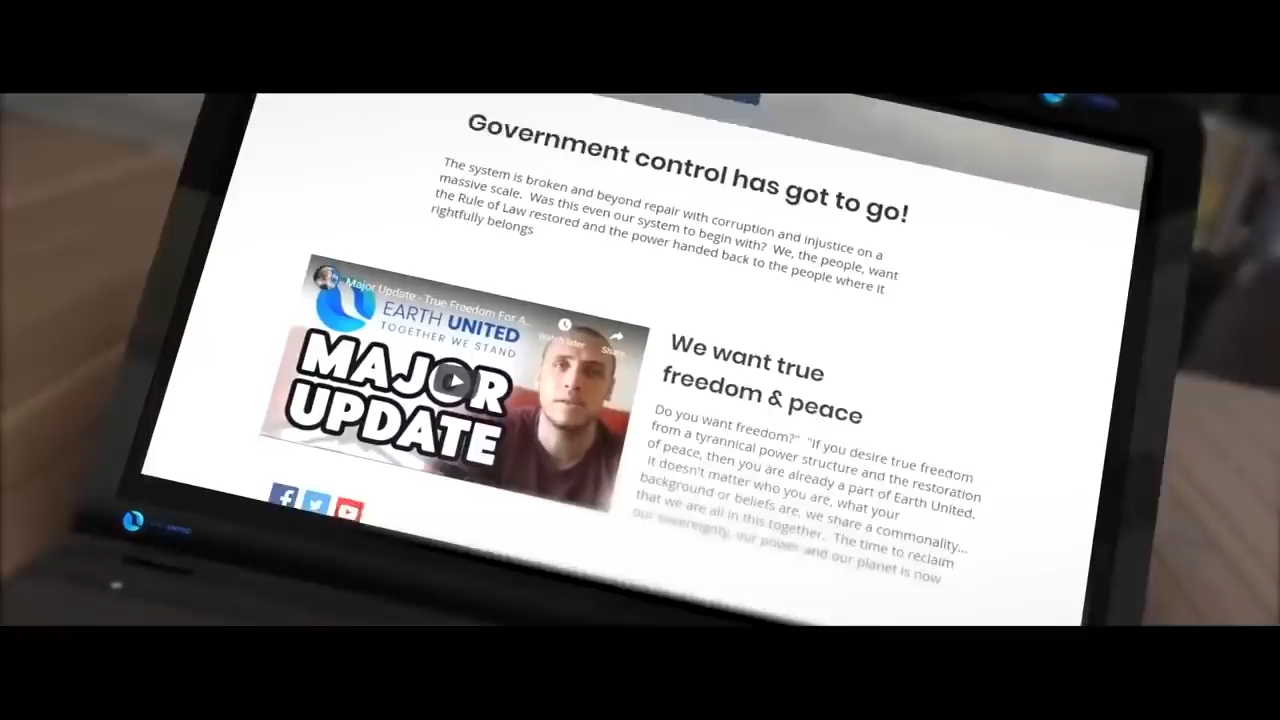 Government control has got to go!
The system is broken and beyond repair with corruption and injustice on a
massive scale. Was this even our system to begin with? We, the people, want
the Rule of Law restored and the power handed back to the people where it
rightfully belongs
Major Update - True Freedom For A...
Watch later
Share
EARTH UNITED
TOGETHER WE STAND
MAJOR
UPDATE
We want true
freedom & peace
Do you want freedom?" "If you desire true freedom
from a tyrannical power structure and the restoration
of peace, then you are already a part of Earth United.
It doesn't matter who you are, what your
background or beliefs are, we share a commonality...
that we are all in this together. The time to reclaim
our sovereignty, our power and our planet is now
EARTH UNITED